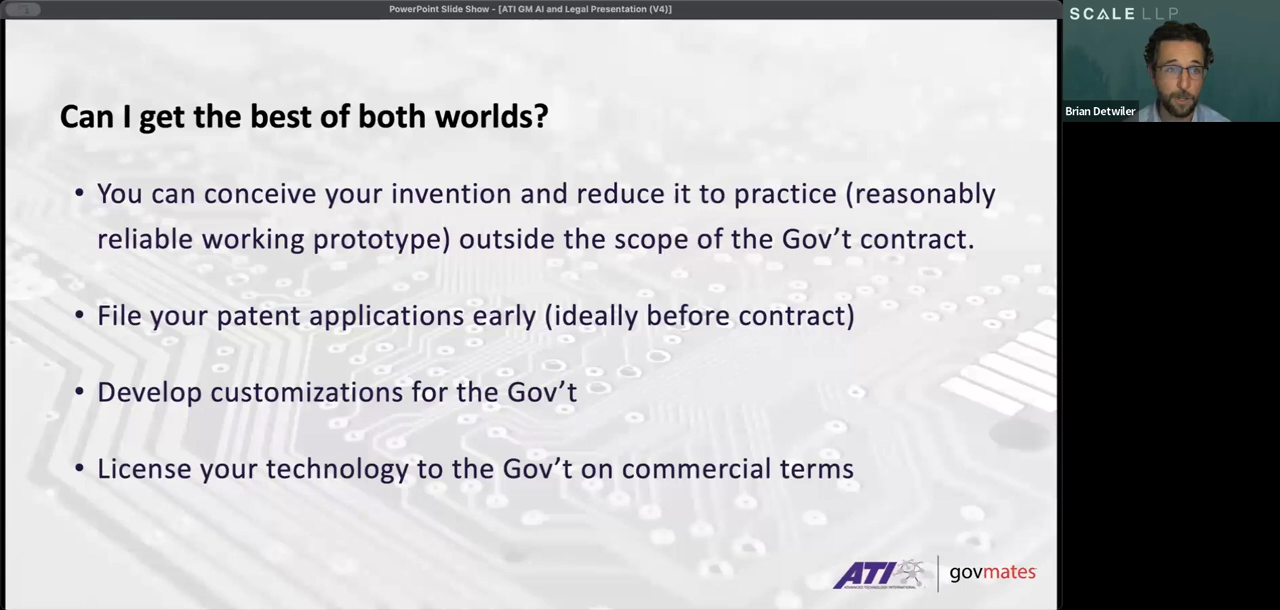 PowerPoint Slide Show - [ATI GM AI and Legal Presentation (V4)]
SCALE LLP
Brian Detwiler
Can I get the best of both worlds?
• You can conceive your invention and reduce it to practice (reasonably
reliable working prototype) outside the scope of the Gov’t contract.
• File your patent applications early (ideally before contract)
• Develop customizations for the Gov’t
• License your technology to the Gov’t on commercial terms
ATI
ADVANCED TECHNOLOGY INTERNATIONAL
govmates